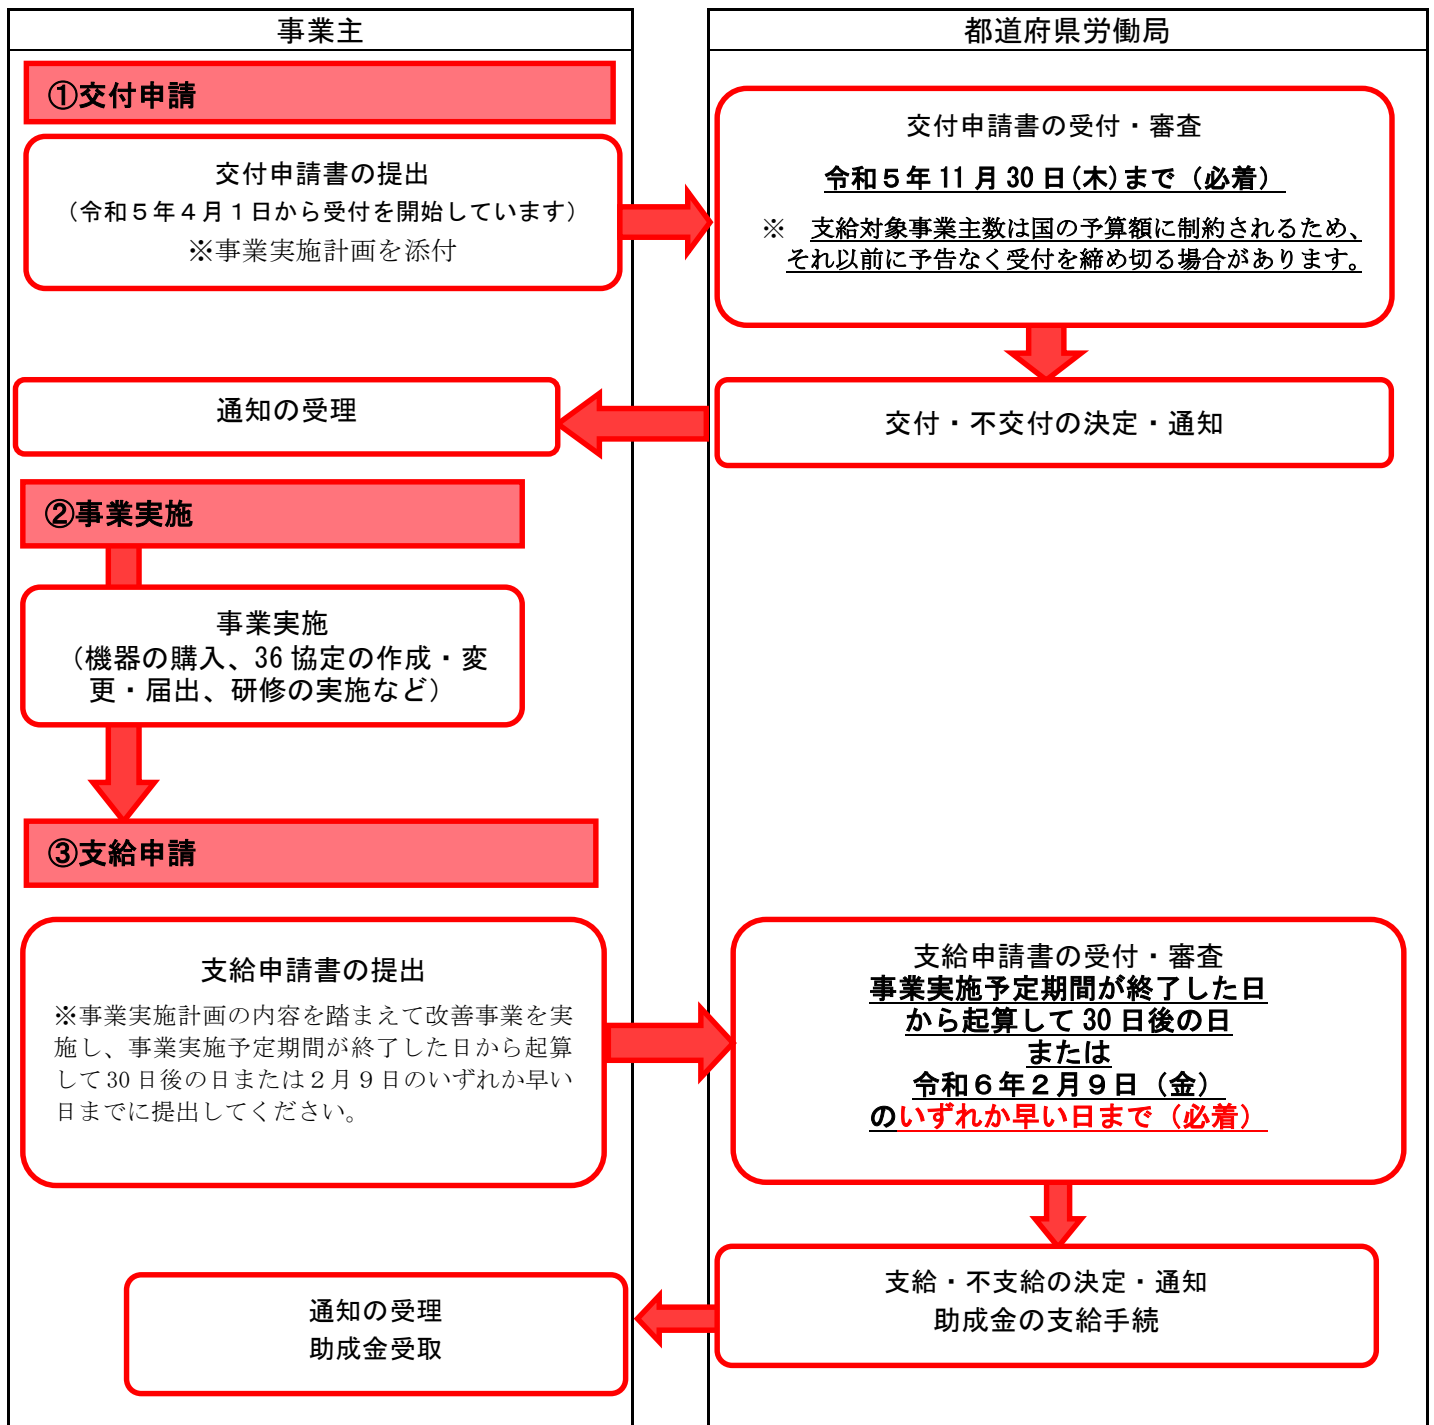 事業主
都道府県労働局
①交付申請
交付申請書の提出
（令和５年４月１日から受付を開始しています）
※事業実施計画を添付
交付申請書の受付・審査
令和５年 11 月 30 日(木)まで（必着）
※　支給対象事業主数は国の予算額に制約されるため、
それ以前に予告なく受付を締め切る場合があります。
通知の受理
交付・不交付の決定・通知
②事業実施
事業実施
（機器の購入、36 協定の作成・変
更・届出、研修の実施など）
③支給申請
支給申請書の提出
※事業実施計画の内容を踏まえて改善事業を実
施し、事業実施予定期間が終了した日から起算
して 30 日後の日または２月９日のいずれか早い
日までに提出してください。
支給申請書の受付・審査
事業実施予定期間が終了した日
から起算して 30 日後の日
または
令和６年２月９日（金）
のいずれか早い日まで（必着）
支給・不支給の決定・通知
助成金の支給手続
通知の受理
助成金受取